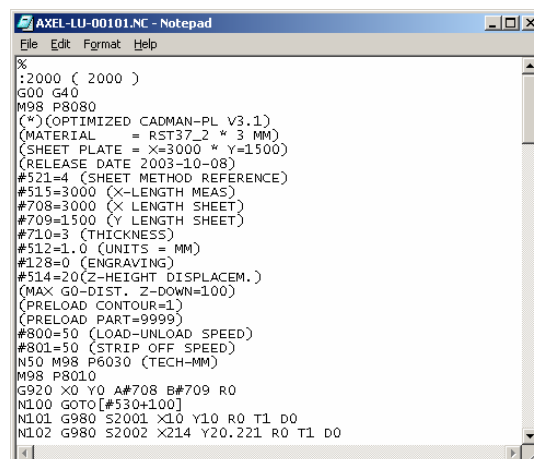 AXEL-LU-00101.NC - Notepad
File Edit Format Help
%
:2000 ( 2000 )
G00 G40
M98 P8080
(*)(OPTIMIZED CADMAN-PL V3.1)
(MATERIAL    = RST37_2 * 3 MM)
(SHEET PLATE = X=3000 * Y=1500)
(RELEASE DATE 2003-10-08)
#521=4 (SHEET METHOD REFERENCE)
#515=3000 (X-LENGTH MEAS)
#708=3000 (X LENGTH SHEET)
#709=1500 (Y LENGTH SHEET)
#710=3 (THICKNESS)
#512=1.0 (UNITS = MM)
#128=0 (ENGRAVING)
#514=20(Z-HEIGHT DISPLACEM.)
(MAX G0-DIST. Z-DOWN=100)
(PRELOAD CONTOUR=1)
(PRELOAD PART=9999)
#800=50 (LOAD-UNLOAD SPEED)
#801=50 (STRIP OFF SPEED)
N50 M98 P6030 (TECH-MM)
M98 P8010
G920 X0 Y0 A#708 B#709 R0
N100 GOTO[#530+100]
N101 G980 S2001 X10 Y10 R0 T1 D0
N102 G980 S2002 X214 Y20.221 R0 T1 D0